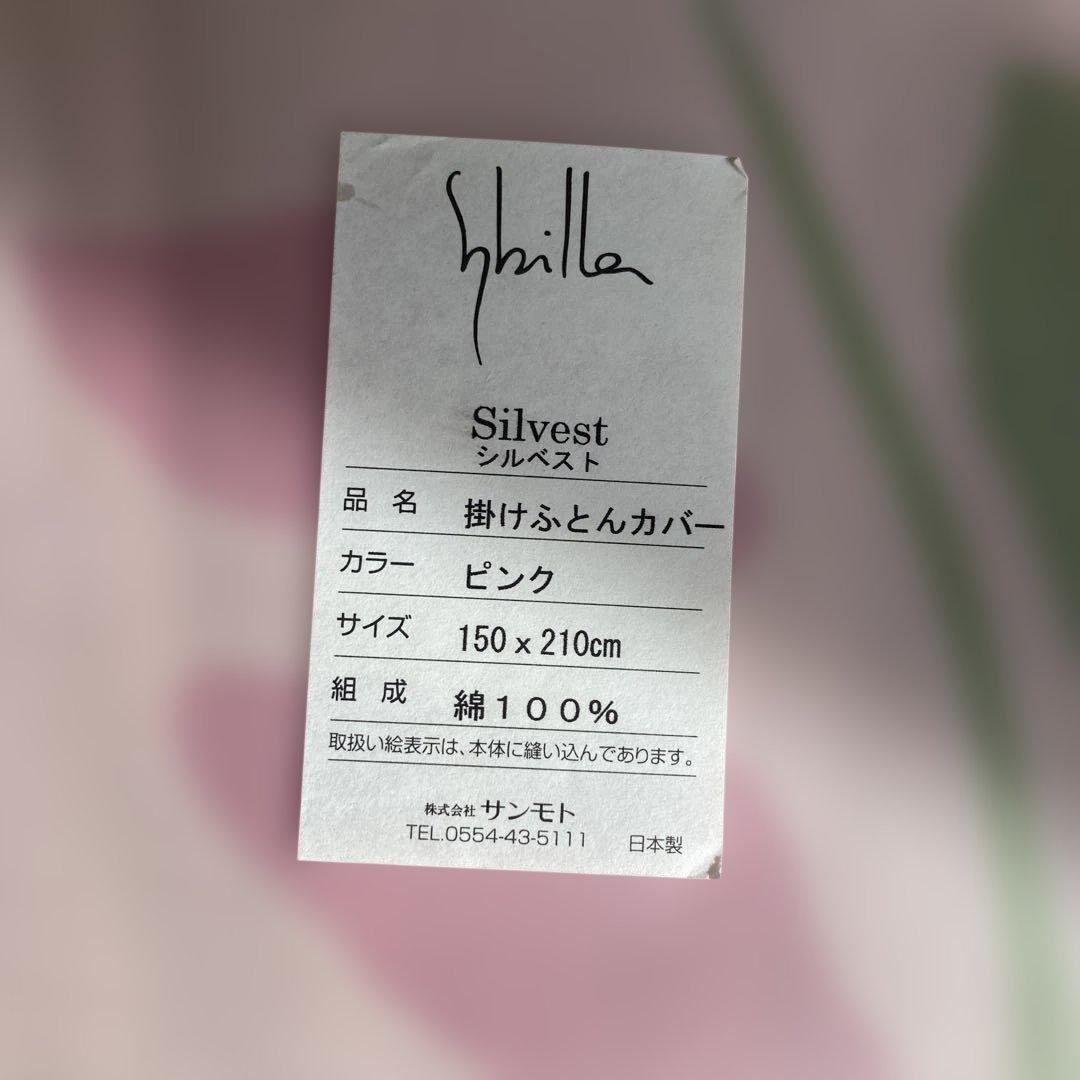 Sybilla
Silvest
シルベスト
品 名 掛けふとんカバー
カラー ピンク
サイズ 150 x 210cm
組 成 綿１００％
取扱い絵表示は、本体に縫い込んであります。
株式会社 サンモト
TEL.0554-43-5111 日本製